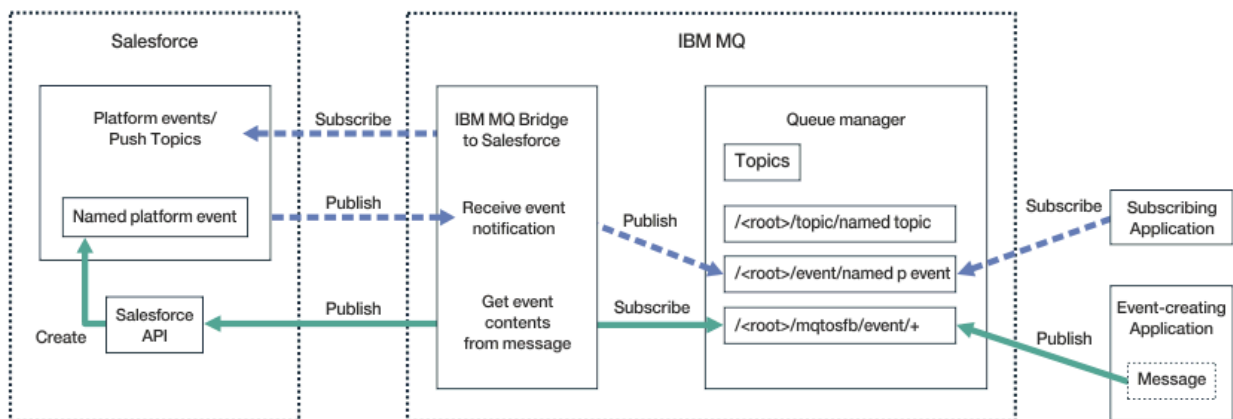 Salesforce
IBM MQ
Platform events/
Push Topics
Subscribe
IBM MQ Bridge
to Salesforce
Queue manager
Topics
Named platform event
Publish
Receive event
notification
Publish
/<root>/topic/named topic
Subscribe
Subscribing
Application
/<root>/event/named p event
Create
Salesforce
API
Publish
Get event
contents
from message
Subscribe
/<root>/mqtosfb/event/+
Publish
Event-creating
Application
Message